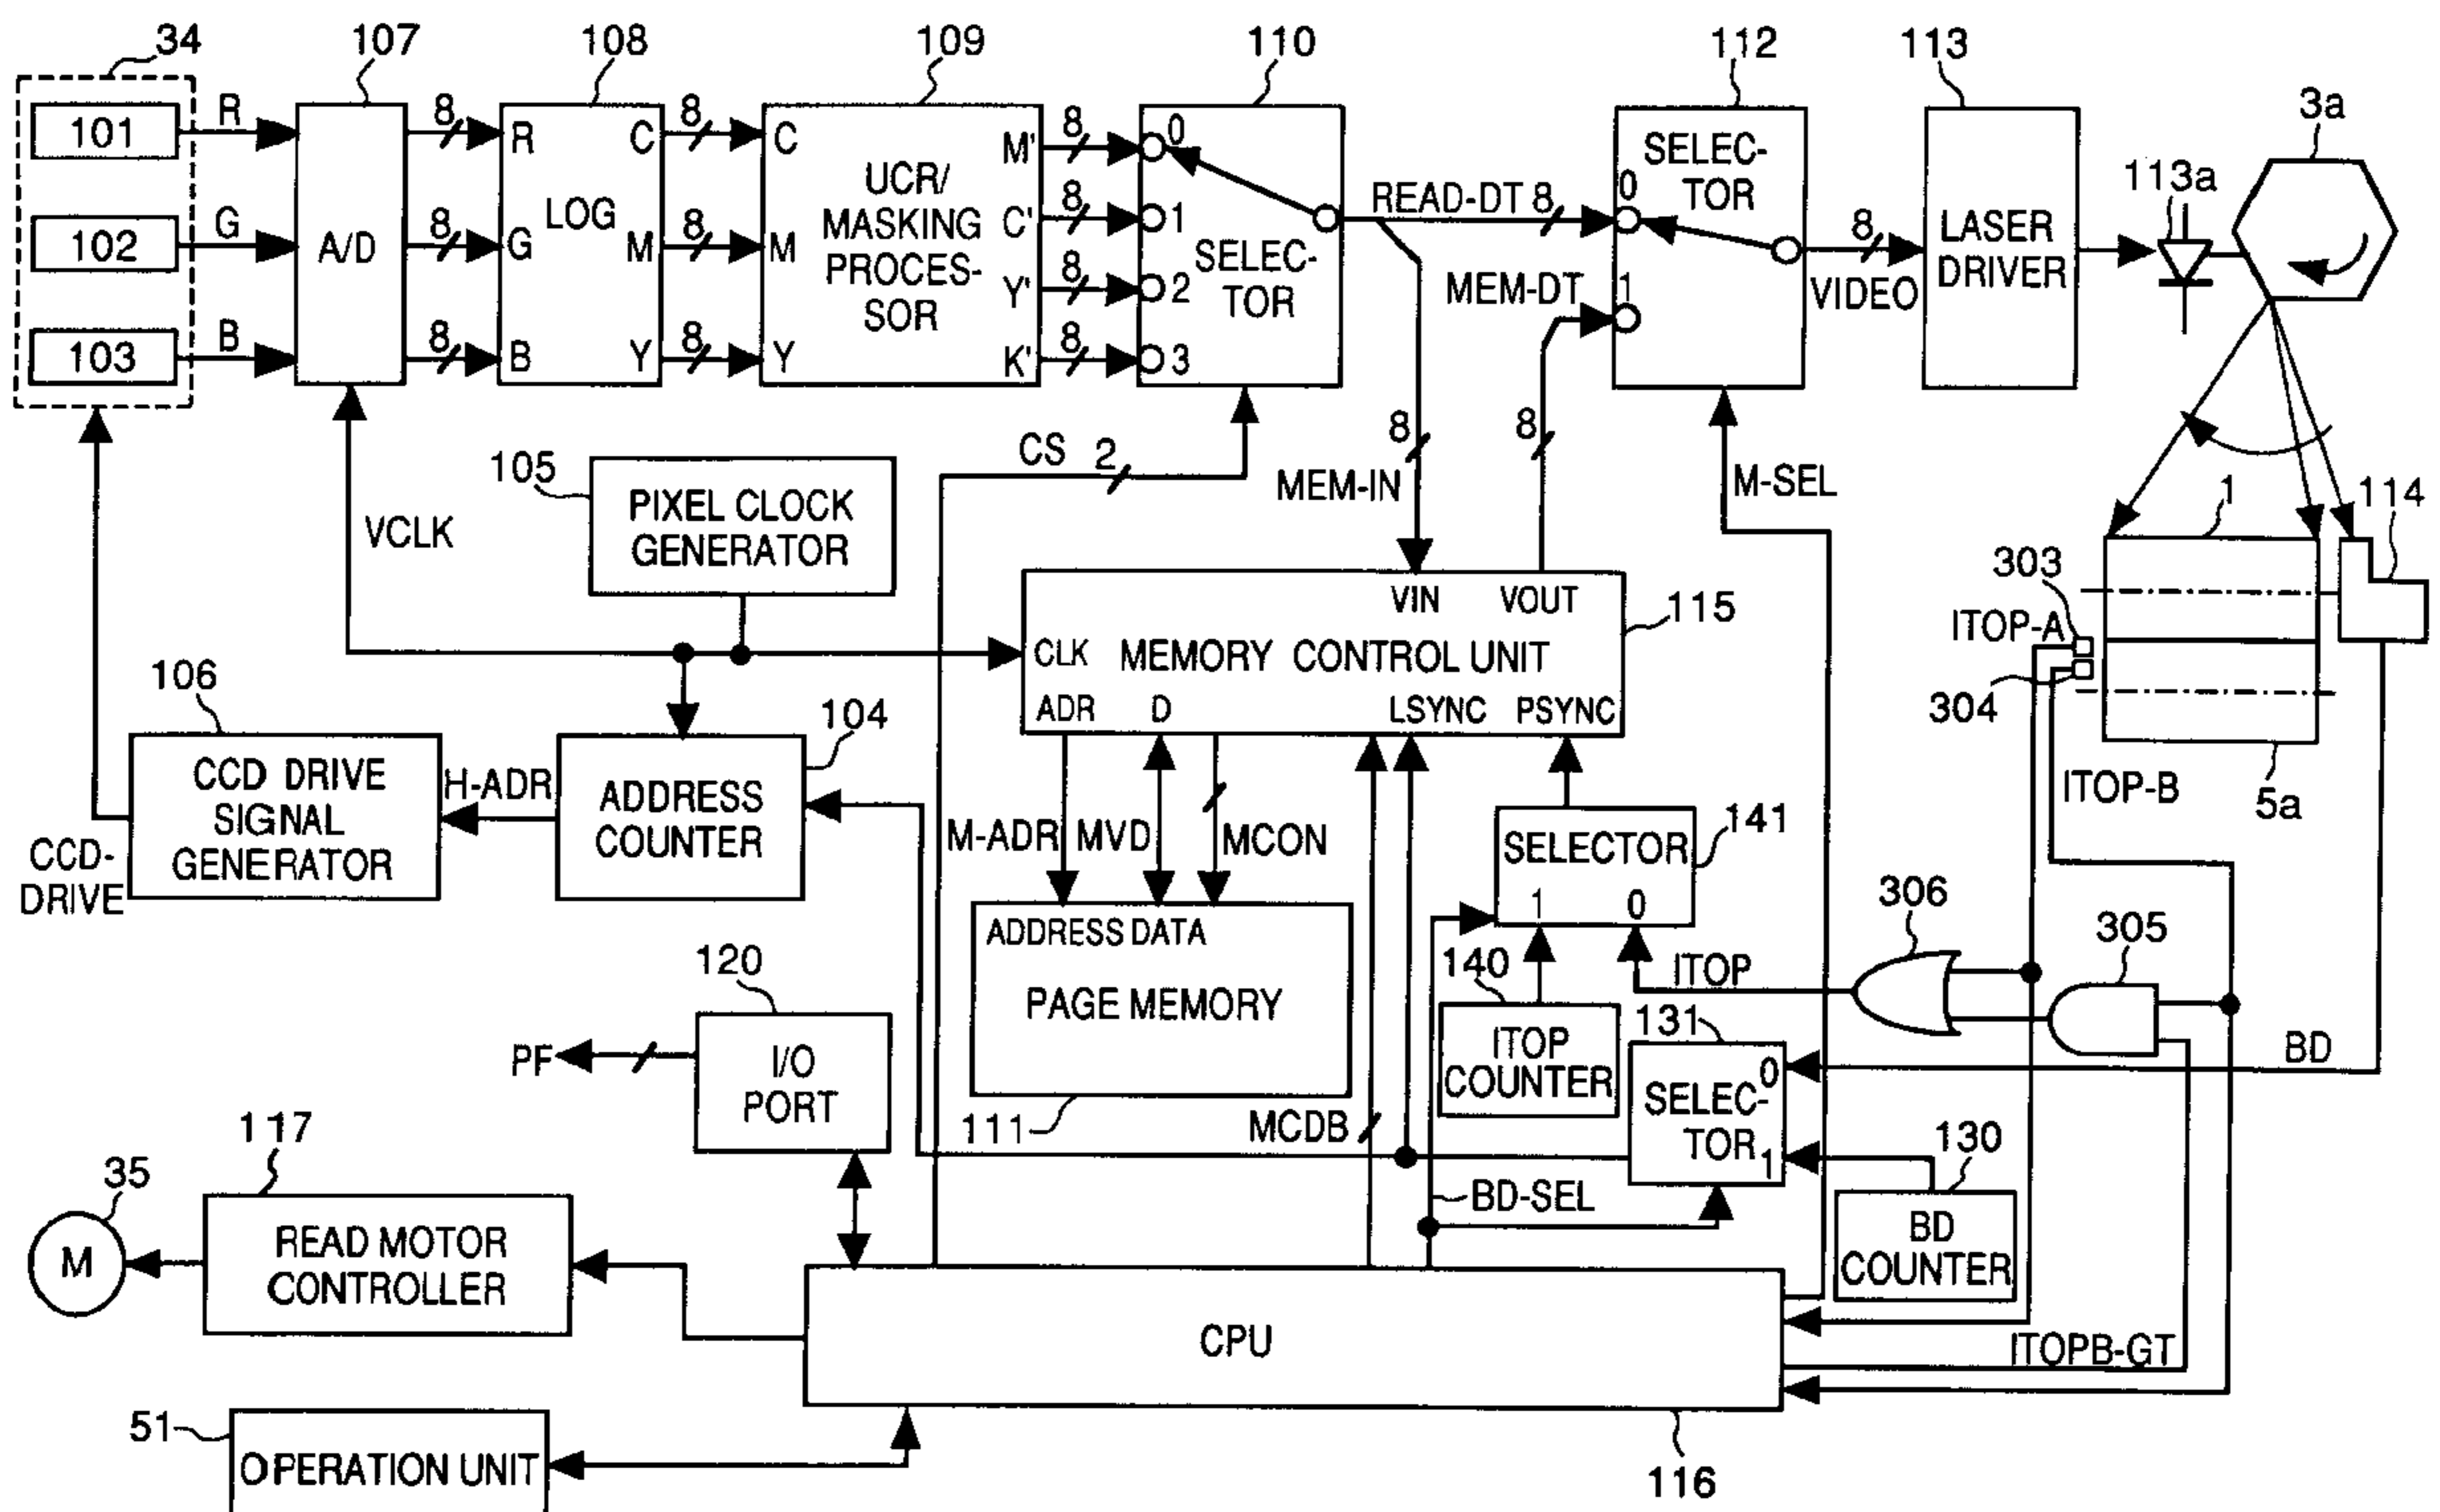 34
107
108
109
110
112
113
3a
101
R
8
R
C
8
C
M'
8
0
SELEC-
TOR
113a
102
G
A/D
8
G
LOG
M
8
M
UCR/
MASKING
PROCES-
SOR
C'
8
1
SELEC-
TOR
READ-DT 8
0
8
VIDEO
LASER
DRIVER
Y'
8
2
MEM-DT
1
103
B
8
B
Y
8
Y
K'
8
3
CS 2
8
8
MEM-IN
M-SEL
105
PIXEL CLOCK
GENERATOR
VCLK
1
114
303
ITOP-A
304
ITOP-B
5a
VIN
VOUT
115
CLK
MEMORY CONTROL UNIT
ADR
D
LSYNC
PSYNC
106
104
CCD DRIVE
SIGNAL
GENERATOR
H-ADR
ADDRESS
COUNTER
CCD-
DRIVE
M-ADR
MVD
MCON
SELECTOR
141
1
0
306
305
ADDRESS DATA
PAGE MEMORY
111
140
ITOP
ITOP
COUNTER
131
0
SELEC-
TOR
1
BD
120
PF
I/O
PORT
MCDB
130
BD
COUNTER
BD-SEL
117
35
M
READ MOTOR
CONTROLLER
CPU
ITOPB-GT
51
OPERATION UNIT
116